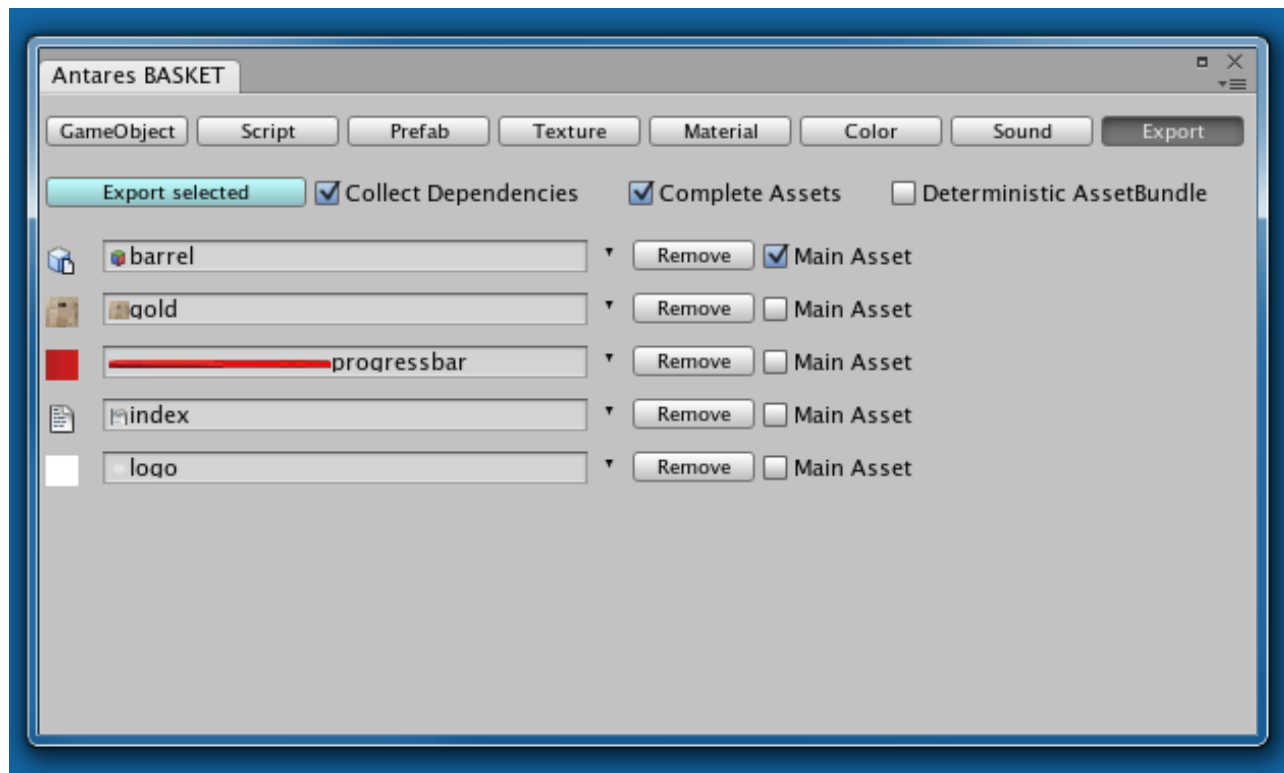 Antares BASKET
GameObject Script Prefab Texture Material Color Sound Export
Export selected Collect Dependencies Complete Assets Deterministic AssetBundle
barrel Remove Main Asset
gold Remove Main Asset
progressbar Remove Main Asset
index Remove Main Asset
logo Remove Main Asset